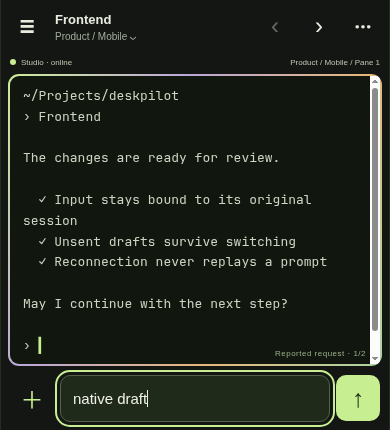 Frontend
Product / Mobile
Studio · online
Product / Mobile / Pane 1
~/Projects/deskpilot
› Frontend
The changes are ready for review.
✓ Input stays bound to its original
session
✓ Unsent drafts survive switching
✓ Reconnection never replays a prompt
May I continue with the next step?
›
Reported request · 1/2
native draft